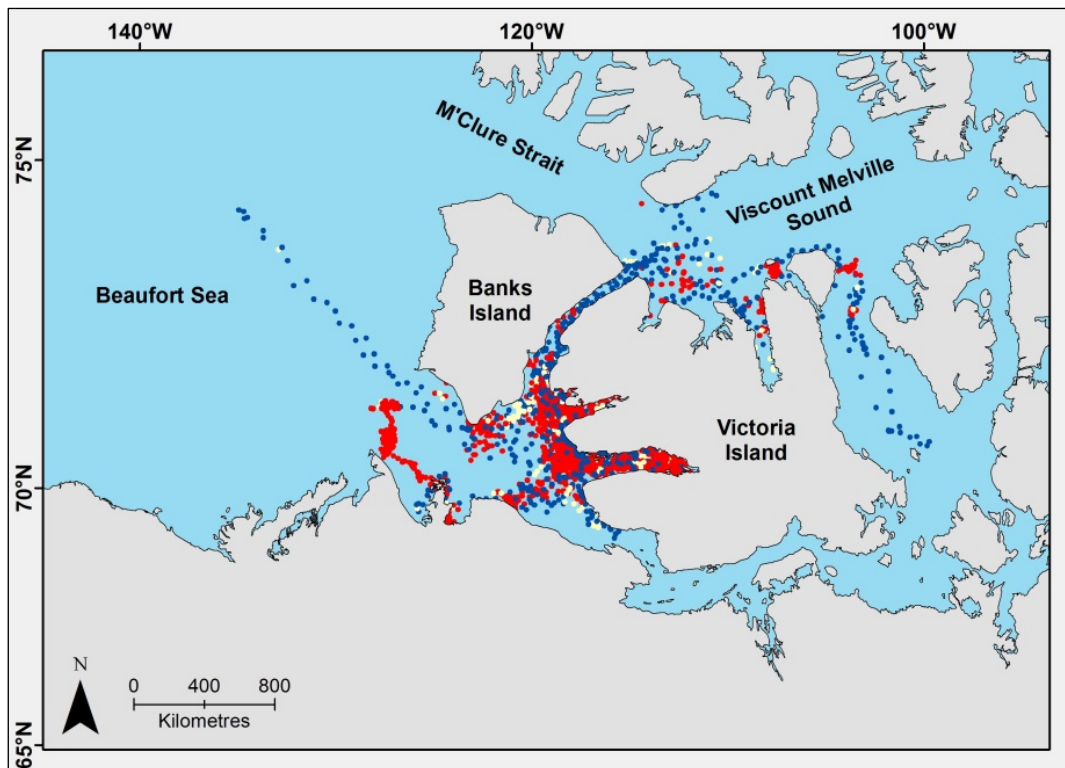 140°W
120°W
100°W
75°N
M'Clure Strait
Viscount Melville
Sound
Beaufort Sea
Banks
Island
Victoria
Island
70°N
N
0 400 800
Kilometres
65°N